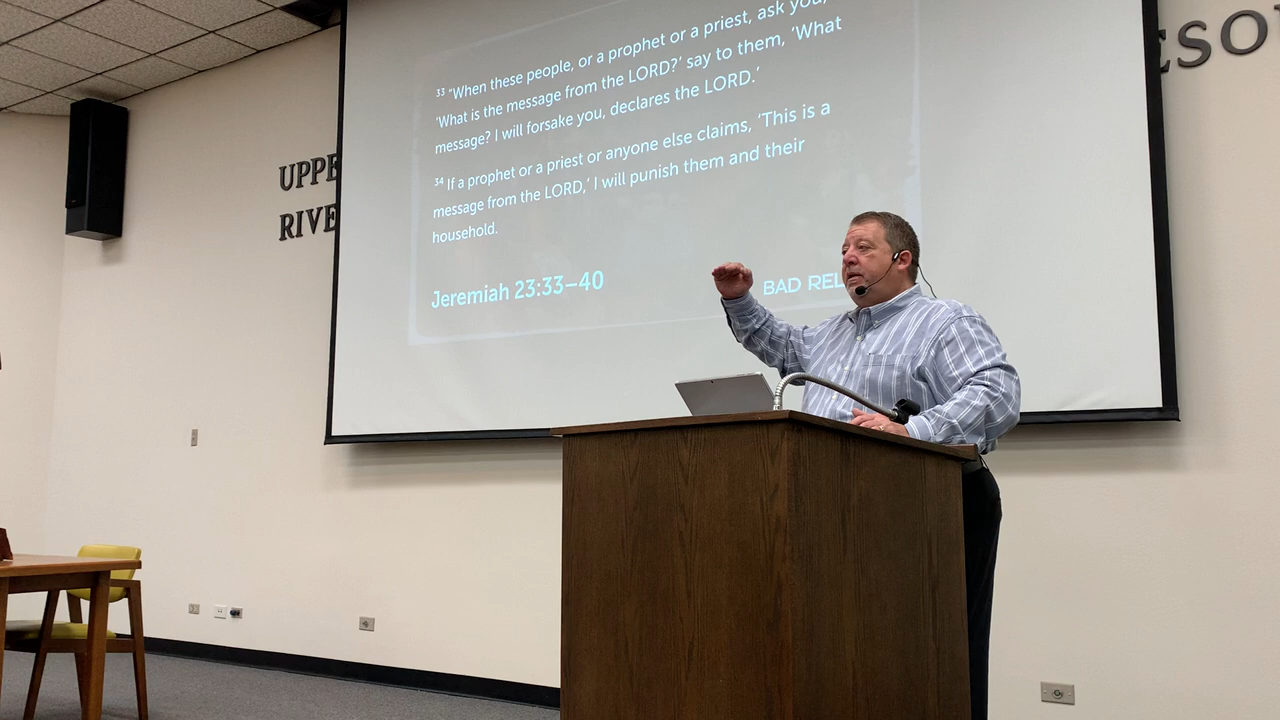 33 "When these people, or a prophet or a priest, ask you,
'What is the message from the LORD?' say to them, 'What
message? I will forsake you, declares the LORD.'
34 If a prophet or a priest or anyone else claims, 'This is a
message from the LORD,' I will punish them and their
household.
Jeremiah 23:33–40
BAD REL
UPPE
RIVE
ESO